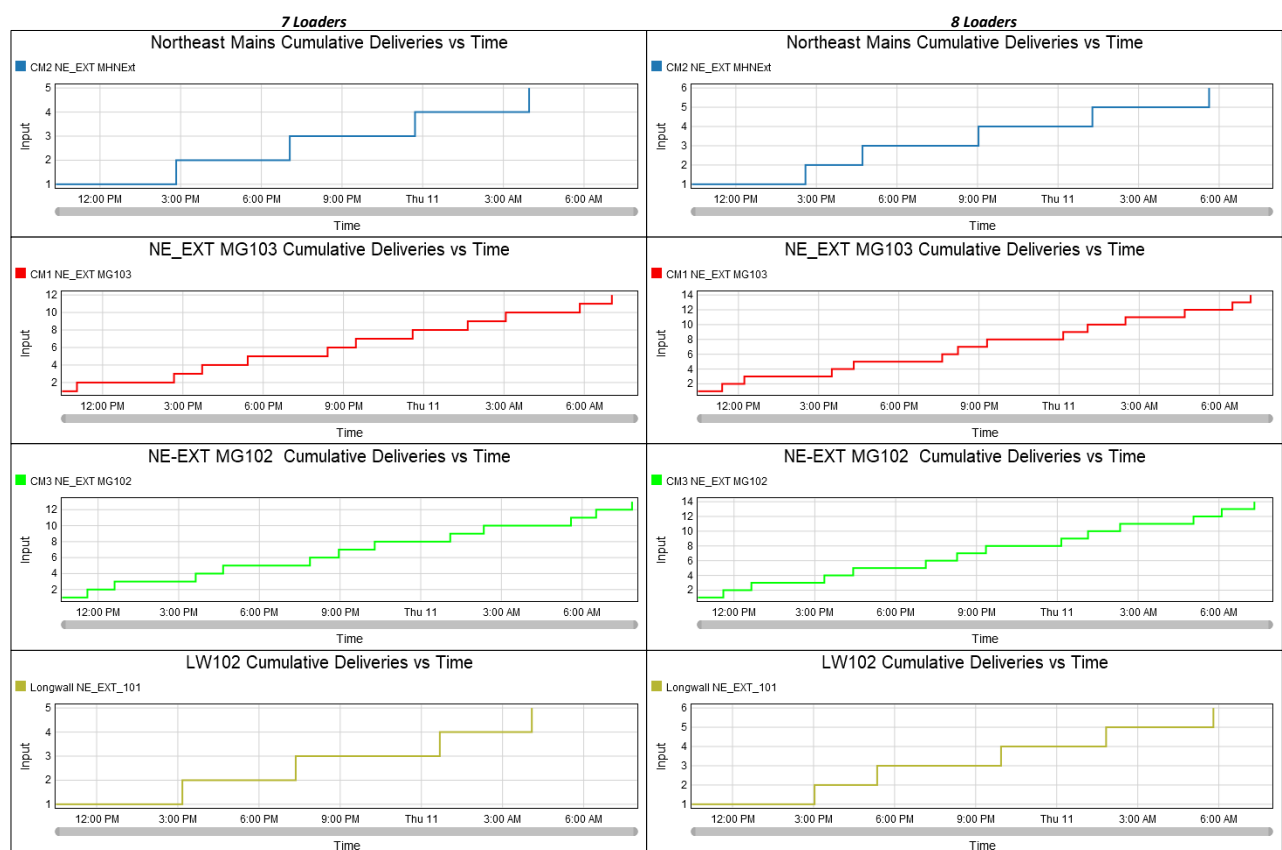 7 Loaders
8 Loaders
Northeast Mains Cumulative Deliveries vs Time
CM2 NE_EXT MHNExt
5
4
3
2
1
Input
12:00 PM 3:00 PM 6:00 PM 9:00 PM Thu 11 3:00 AM 6:00 AM
Time
Northeast Mains Cumulative Deliveries vs Time
CM2 NE_EXT MHNExt
6
5
4
3
2
1
Input
12:00 PM 3:00 PM 6:00 PM 9:00 PM Thu 11 3:00 AM 6:00 AM
Time
NE_EXT MG103 Cumulative Deliveries vs Time
CM1 NE_EXT MG103
12
10
8
6
4
2
Input
12:00 PM 3:00 PM 6:00 PM 9:00 PM Thu 11 3:00 AM 6:00 AM
Time
NE_EXT MG103 Cumulative Deliveries vs Time
CM1 NE_EXT MG103
14
12
10
8
6
4
2
Input
12:00 PM 3:00 PM 6:00 PM 9:00 PM Thu 11 3:00 AM 6:00 AM
Time
NE-EXT MG102 Cumulative Deliveries vs Time
CM3 NE_EXT MG102
12
10
8
6
4
2
Input
12:00 PM 3:00 PM 6:00 PM 9:00 PM Thu 11 3:00 AM 6:00 AM
Time
NE-EXT MG102 Cumulative Deliveries vs Time
CM3 NE_EXT MG102
14
12
10
8
6
4
2
Input
12:00 PM 3:00 PM 6:00 PM 9:00 PM Thu 11 3:00 AM 6:00 AM
Time
LW102 Cumulative Deliveries vs Time
Longwall NE_EXT_101
5
4
3
2
1
Input
12:00 PM 3:00 PM 6:00 PM 9:00 PM Thu 11 3:00 AM 6:00 AM
Time
LW102 Cumulative Deliveries vs Time
Longwall NE_EXT_101
6
5
4
3
2
1
Input
12:00 PM 3:00 PM 6:00 PM 9:00 PM Thu 11 3:00 AM 6:00 AM
Time